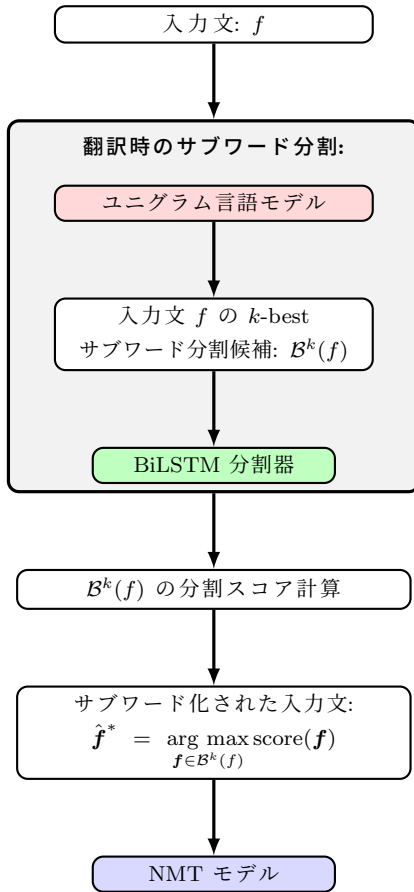 入力文: f
翻訳時のサブワード分割:
ユニグラム言語モデル
入力文 f の k-best
サブワード分割候補: ℬᵏ(f)
BiLSTM 分割器
ℬᵏ(f) の分割スコア計算
サブワード化された入力文:
f̂* = arg max score(f)
f∈ℬᵏ(f)
NMT モデル